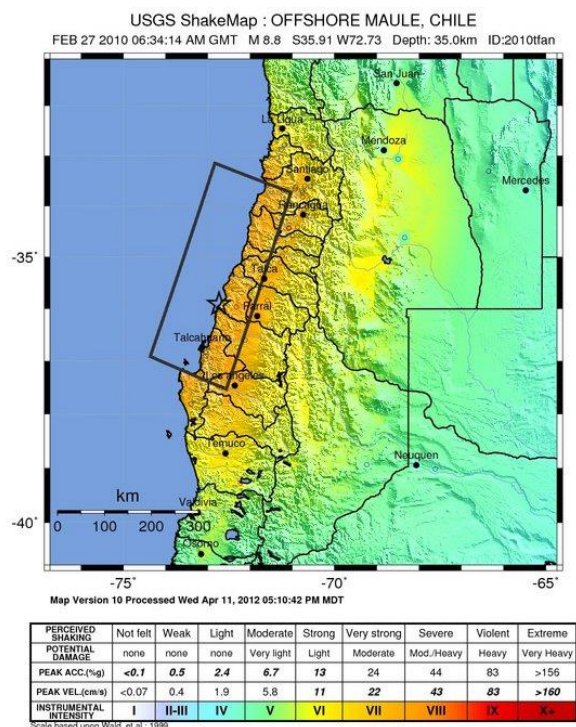 USGS ShakeMap : OFFSHORE MAULE, CHILE
FEB 27 2010 06:34:14 AM GMT M 8.8 S35.91 W72.73 Depth: 35.0km ID:2010tfan
San Juan
La Ligua
Mendoza
Santiago
Mercedes
Rancagua
-35°
Talca
Parral
Talcahuano
Los Angeles
Temuco
Neuquen
km
Valdivia
0 100 200 300
-40°
Osorno
-75° -70° -65°
Map Version 10 Processed Wed Apr 11, 2012 05:10:42 PM MDT
PERCEIVED SHAKING Not felt Weak Light Moderate Strong Very strong Severe Violent Extreme
POTENTIAL DAMAGE none none none Very light Light Moderate Mod./Heavy Heavy Very Heavy
PEAK ACC.(%g) <0.1 0.5 2.4 6.7 13 24 44 83 >156
PEAK VEL.(cm/s) <0.07 0.4 1.9 5.8 11 22 43 83 >160
INSTRUMENTAL INTENSITY I II-III IV V VI VII VIII IX X+
Scale based upon Wald, et al.; 1999